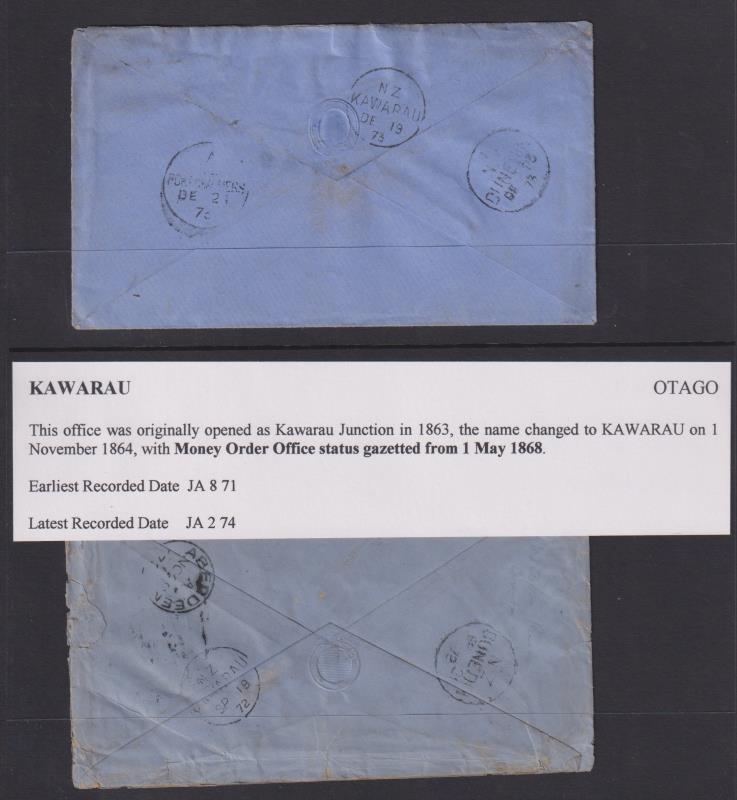 N Z
KAWARAU
DE 19
73
PORT CHALMERS
DE 21
73
DUNEDIN
DE
73
KAWARAU OTAGO
This office was originally opened as Kawarau Junction in 1863, the name changed to KAWARAU on 1
November 1864, with Money Order Office status gazetted from 1 May 1868.
Earliest Recorded Date JA 8 71
Latest Recorded Date JA 2 74
ABERDEEN
N Z
KAWARAU
SP 18
72
DUNEDIN